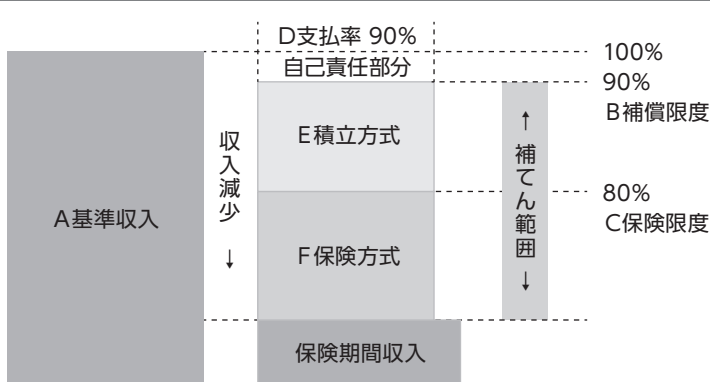 D支払率 90%
自己責任部分
100%
90%
B補償限度
E積立方式
収入減少 ↓
↑ 補てん範囲 ↓
80%
C保険限度
A基準収入
F保険方式
保険期間収入